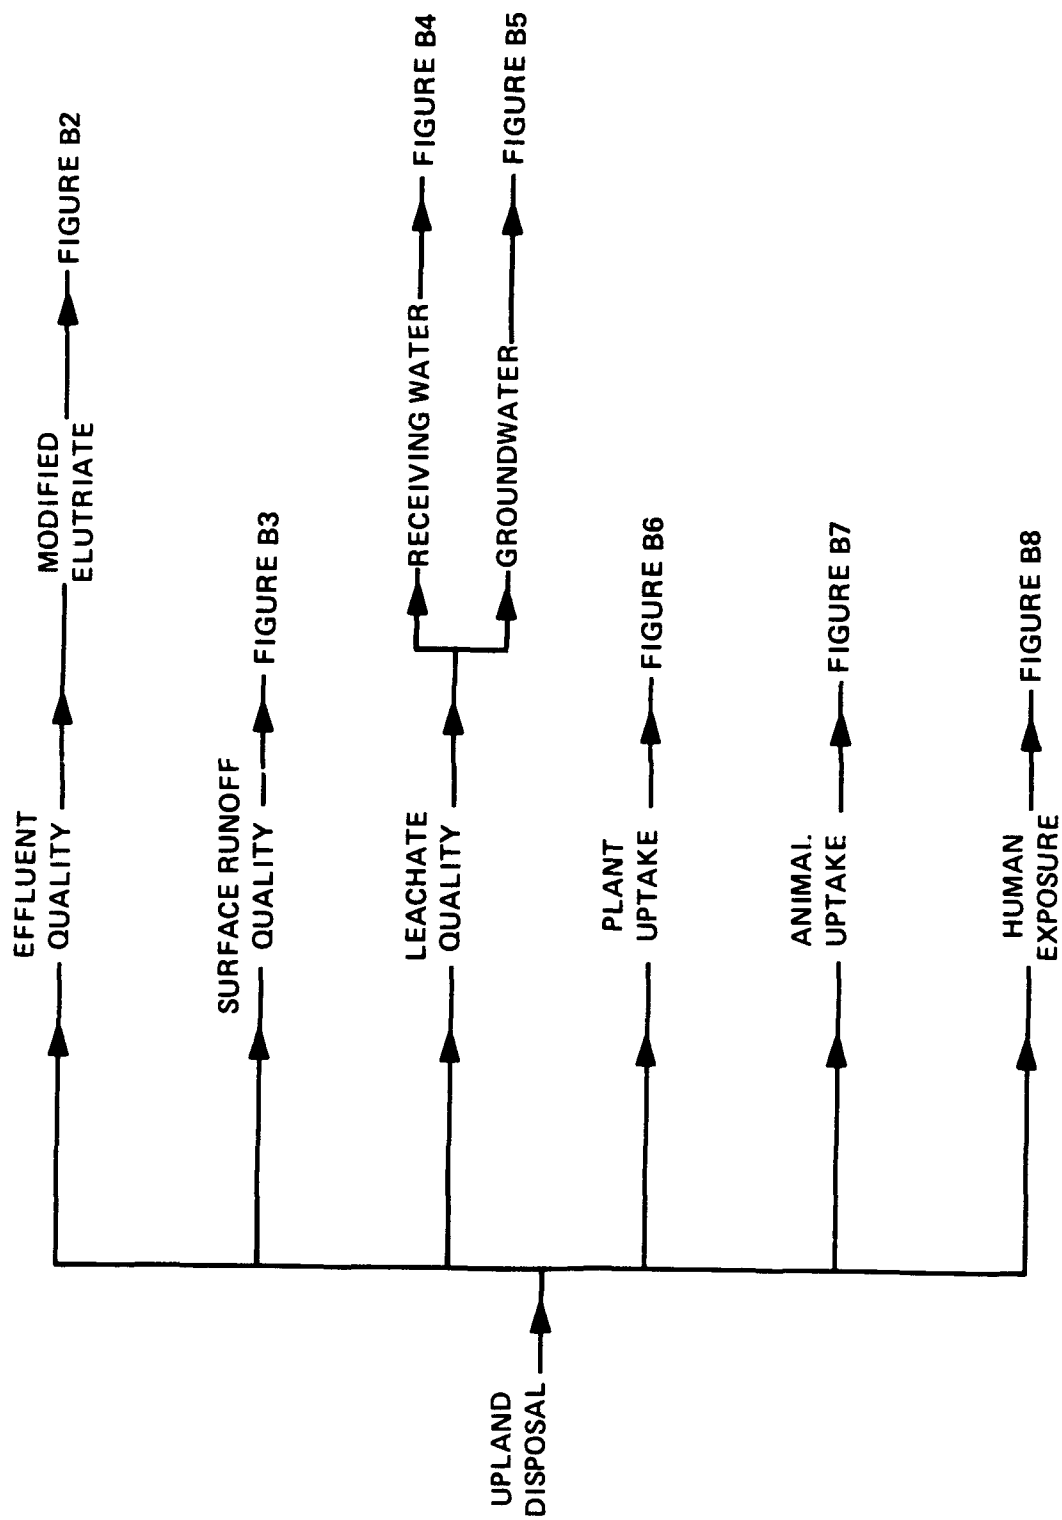 UPLAND
DISPOSAL
EFFLUENT
QUALITY
MODIFIED
ELUTRIATE
FIGURE B2
SURFACE RUNOFF
QUALITY
FIGURE B3
LEACHATE
QUALITY
RECEIVING WATER
FIGURE B4
GROUNDWATER
FIGURE B5
PLANT
UPTAKE
FIGURE B6
ANIMAI.
UPTAKE
FIGURE B7
HUMAN
EXPOSURE
FIGURE B8